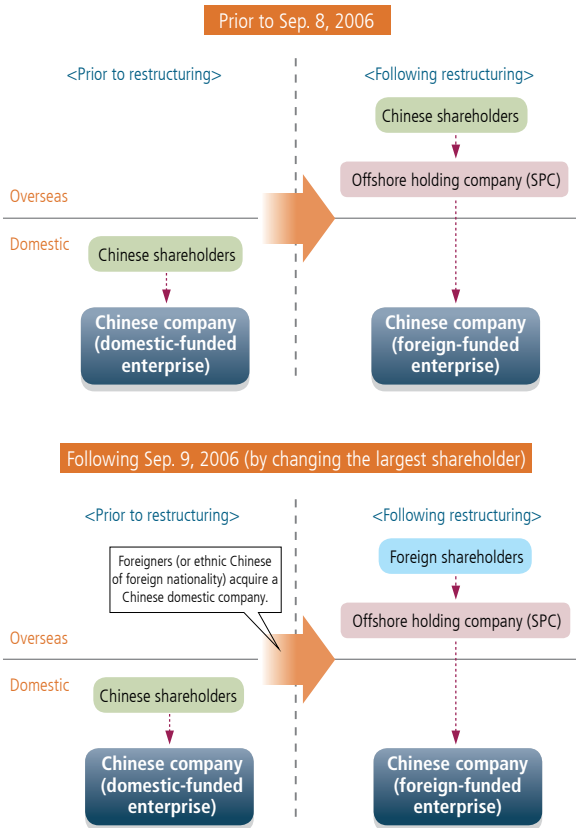 Prior to Sep. 8, 2006
<Prior to restructuring>
<Following restructuring>
Chinese shareholders
Offshore holding company (SPC)
Overseas
Domestic
Chinese shareholders
Chinese company
(domestic-funded
enterprise)
Chinese company
(foreign-funded
enterprise)
Following Sep. 9, 2006 (by changing the largest shareholder)
<Prior to restructuring>
<Following restructuring>
Foreigners (or ethnic Chinese
of foreign nationality) acquire a
Chinese domestic company.
Foreign shareholders
Offshore holding company (SPC)
Overseas
Domestic
Chinese shareholders
Chinese company
(domestic-funded
enterprise)
Chinese company
(foreign-funded
enterprise)